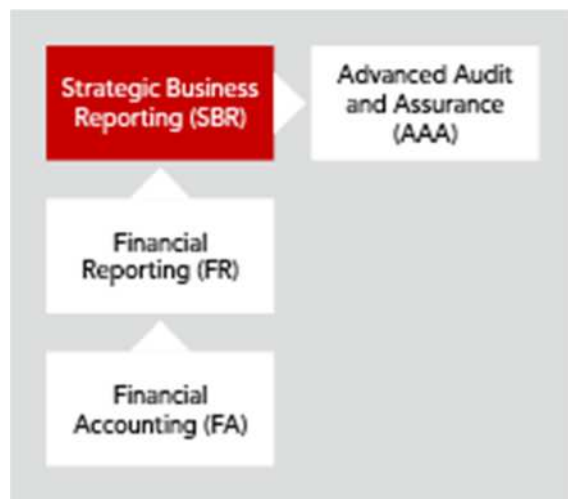 Strategic Business
Reporting (SBR)
Advanced Audit
and Assurance
(AAA)
Financial
Reporting (FR)
Financial
Accounting (FA)